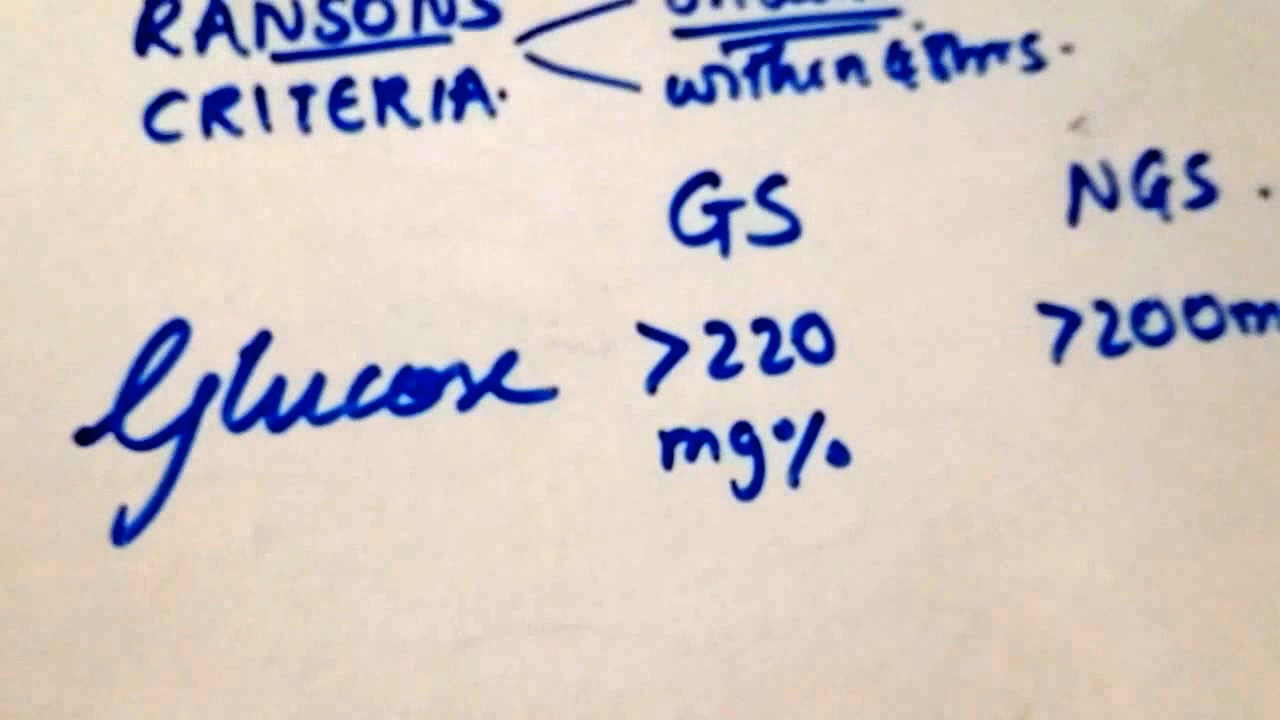 RANSONS
CRITERIA.
within 48hrs.
GS NGS.
Glucose >220 >200m
mg%